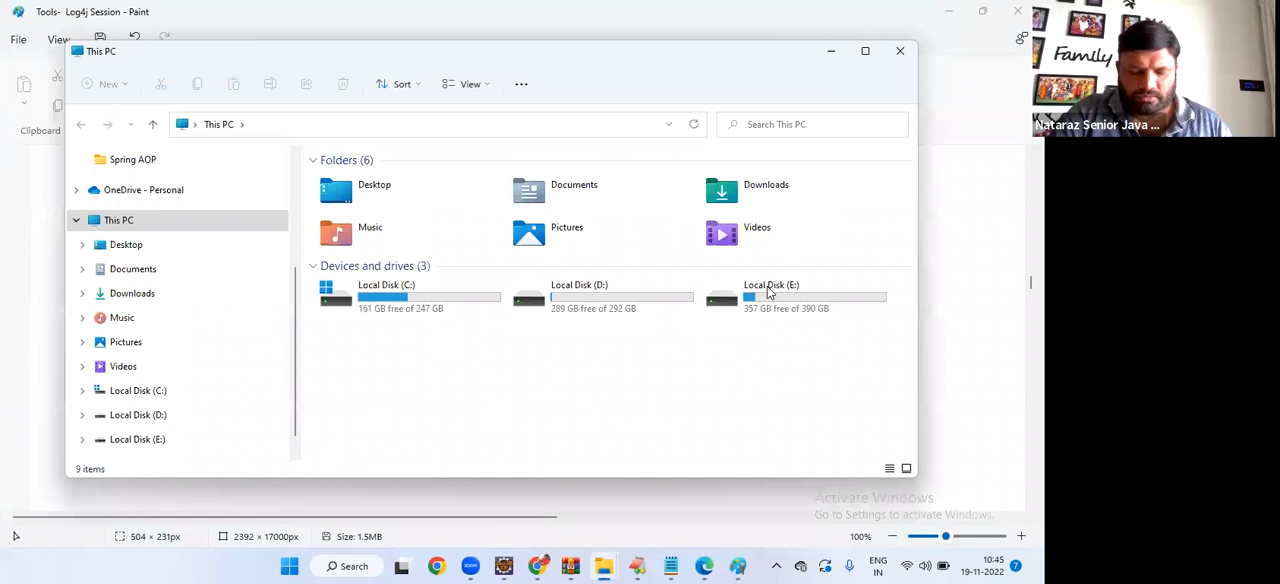 Tools- Log4j Session - Paint
File
View
Clipboard
This PC
New
Sort
View
This PC
Search This PC
Spring AOP
OneDrive - Personal
This PC
Desktop
Documents
Downloads
Music
Pictures
Videos
Local Disk (C:)
Local Disk (D:)
Local Disk (E:)
Folders (6)
Desktop
Documents
Downloads
Music
Pictures
Videos
Devices and drives (3)
Local Disk (C:)
161 GB free of 247 GB
Local Disk (D:)
289 GB free of 292 GB
Local Disk (E:)
357 GB free of 390 GB
9 items
Family
Nataraz Senior Java ...
Activate Windows
Go to Settings to activate Windows.
504 × 231px
2392 × 17000px
Size: 1.5MB
100%
Search
zoom
ENG
IN
10:45
19-11-2022
7